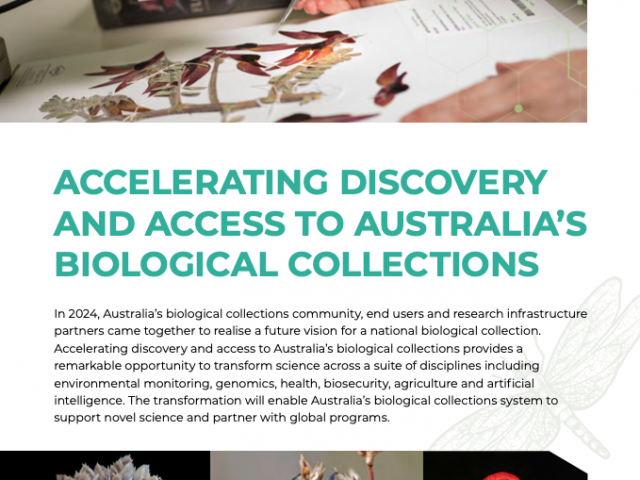 ACCELERATING DISCOVERY
AND ACCESS TO AUSTRALIA'S
BIOLOGICAL COLLECTIONS
In 2024, Australia's biological collections community, end users and research infrastructure
partners came together to realise a future vision for a national biological collection.
Accelerating discovery and access to Australia's biological collections provides a
remarkable opportunity to transform science across a suite of disciplines including
environmental monitoring, genomics, health, biosecurity, agriculture and artificial
intelligence. The transformation will enable Australia's biological collections system to
support novel science and partner with global programs.